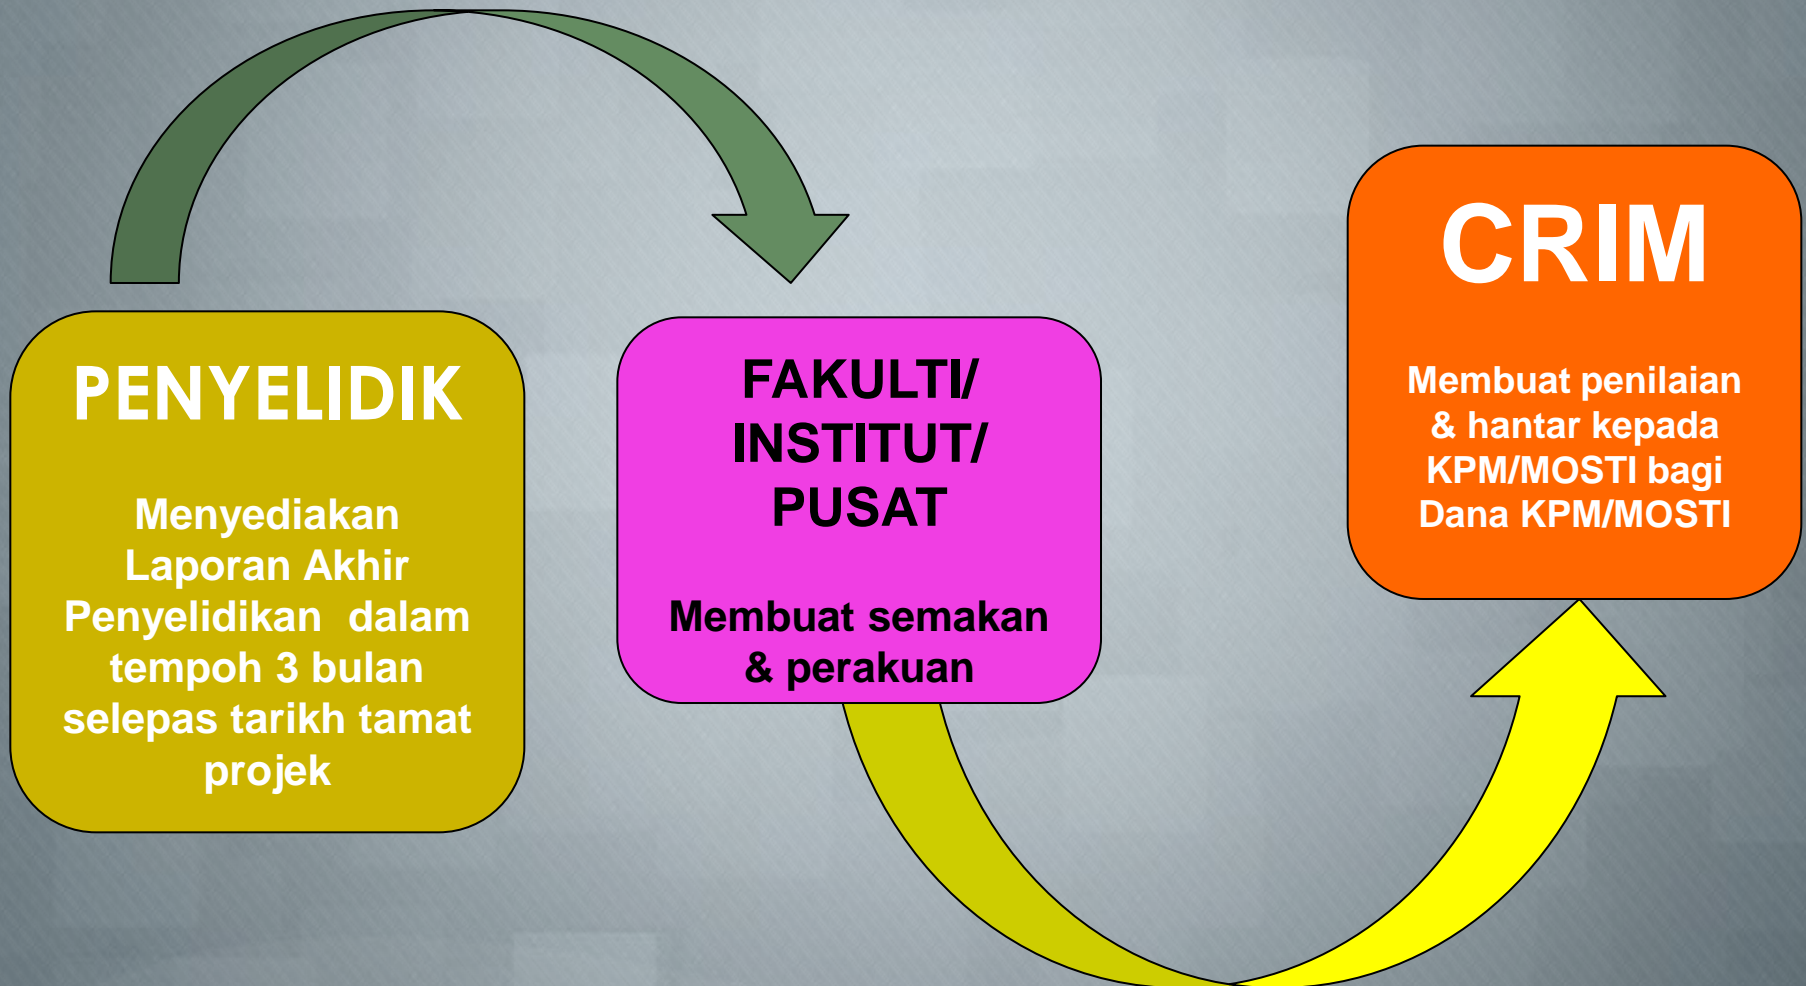 PENYELIDIK
Menyediakan
Laporan Akhir
Penyelidikan dalam
tempoh 3 bulan
selepas tarikh tamat
projek
FAKULTI/
INSTITUT/
PUSAT
Membuat semakan
& perakuan
CRIM
Membuat penilaian
& hantar kepada
KPM/MOSTI bagi
Dana KPM/MOSTI